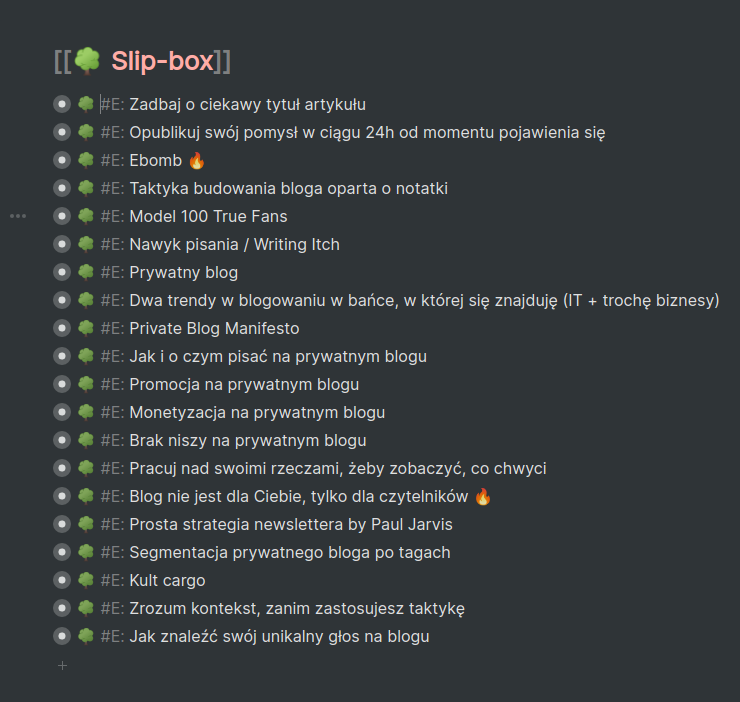 [[🌳 Slip-box]]
🌳 #E: Zadbaj o ciekawy tytuł artykułu
🌳 #E: Opublikuj swój pomysł w ciągu 24h od momentu pojawienia się
🌳 #E: Ebomb 🔥
🌳 #E: Taktyka budowania bloga oparta o notatki
🌳 #E: Model 100 True Fans
🌳 #E: Nawyk pisania / Writing Itch
🌳 #E: Prywatny blog
🌳 #E: Dwa trendy w blogowaniu w bańce, w której się znajduję (IT + trochę biznesy)
🌳 #E: Private Blog Manifesto
🌳 #E: Jak i o czym pisać na prywatnym blogu
🌳 #E: Promocja na prywatnym blogu
🌳 #E: Monetyzacja na prywatnym blogu
🌳 #E: Brak niszy na prywatnym blogu
🌳 #E: Pracuj nad swoimi rzeczami, żeby zobaczyć, co chwyci
🌳 #E: Blog nie jest dla Ciebie, tylko dla czytelników 🔥
🌳 #E: Prosta strategia newslettera by Paul Jarvis
🌳 #E: Segmentacja prywatnego bloga po tagach
🌳 #E: Kult cargo
🌳 #E: Zrozum kontekst, zanim zastosujesz taktykę
🌳 #E: Jak znaleźć swój unikalny głos na blogu